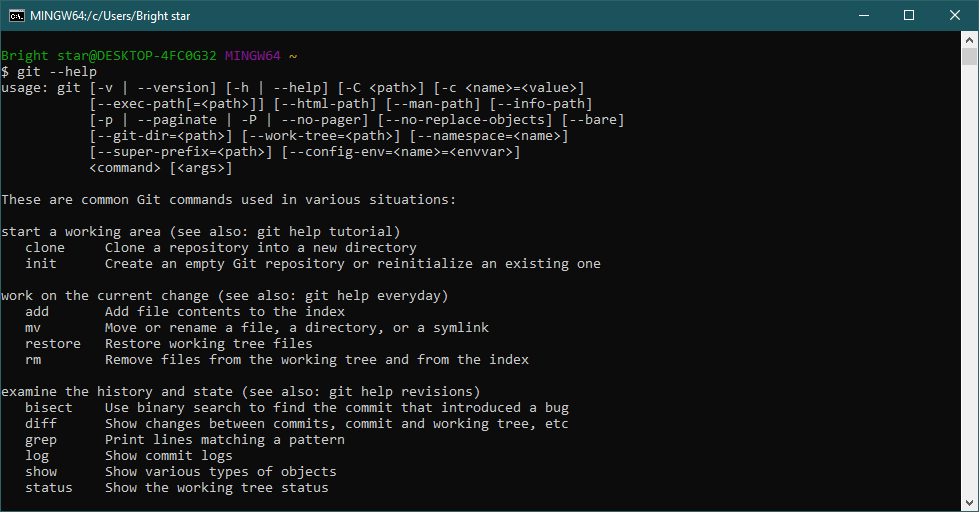 MINGW64:/c/Users/Bright star
Bright star@DESKTOP-4FC0G32 MINGW64 ~
$ git --help
usage: git [-v | --version] [-h | --help] [-C <path>] [-c <name>=<value>]
           [--exec-path[=<path>]] [--html-path] [--man-path] [--info-path]
           [-p | --paginate | -P | --no-pager] [--no-replace-objects] [--bare]
           [--git-dir=<path>] [--work-tree=<path>] [--namespace=<name>]
           [--super-prefix=<path>] [--config-env=<name>=<envvar>]
           <command> [<args>]

These are common Git commands used in various situations:

start a working area (see also: git help tutorial)
   clone     Clone a repository into a new directory
   init      Create an empty Git repository or reinitialize an existing one

work on the current change (see also: git help everyday)
   add       Add file contents to the index
   mv        Move or rename a file, a directory, or a symlink
   restore   Restore working tree files
   rm        Remove files from the working tree and from the index

examine the history and state (see also: git help revisions)
   bisect    Use binary search to find the commit that introduced a bug
   diff      Show changes between commits, commit and working tree, etc
   grep      Print lines matching a pattern
   log       Show commit logs
   show      Show various types of objects
   status    Show the working tree status